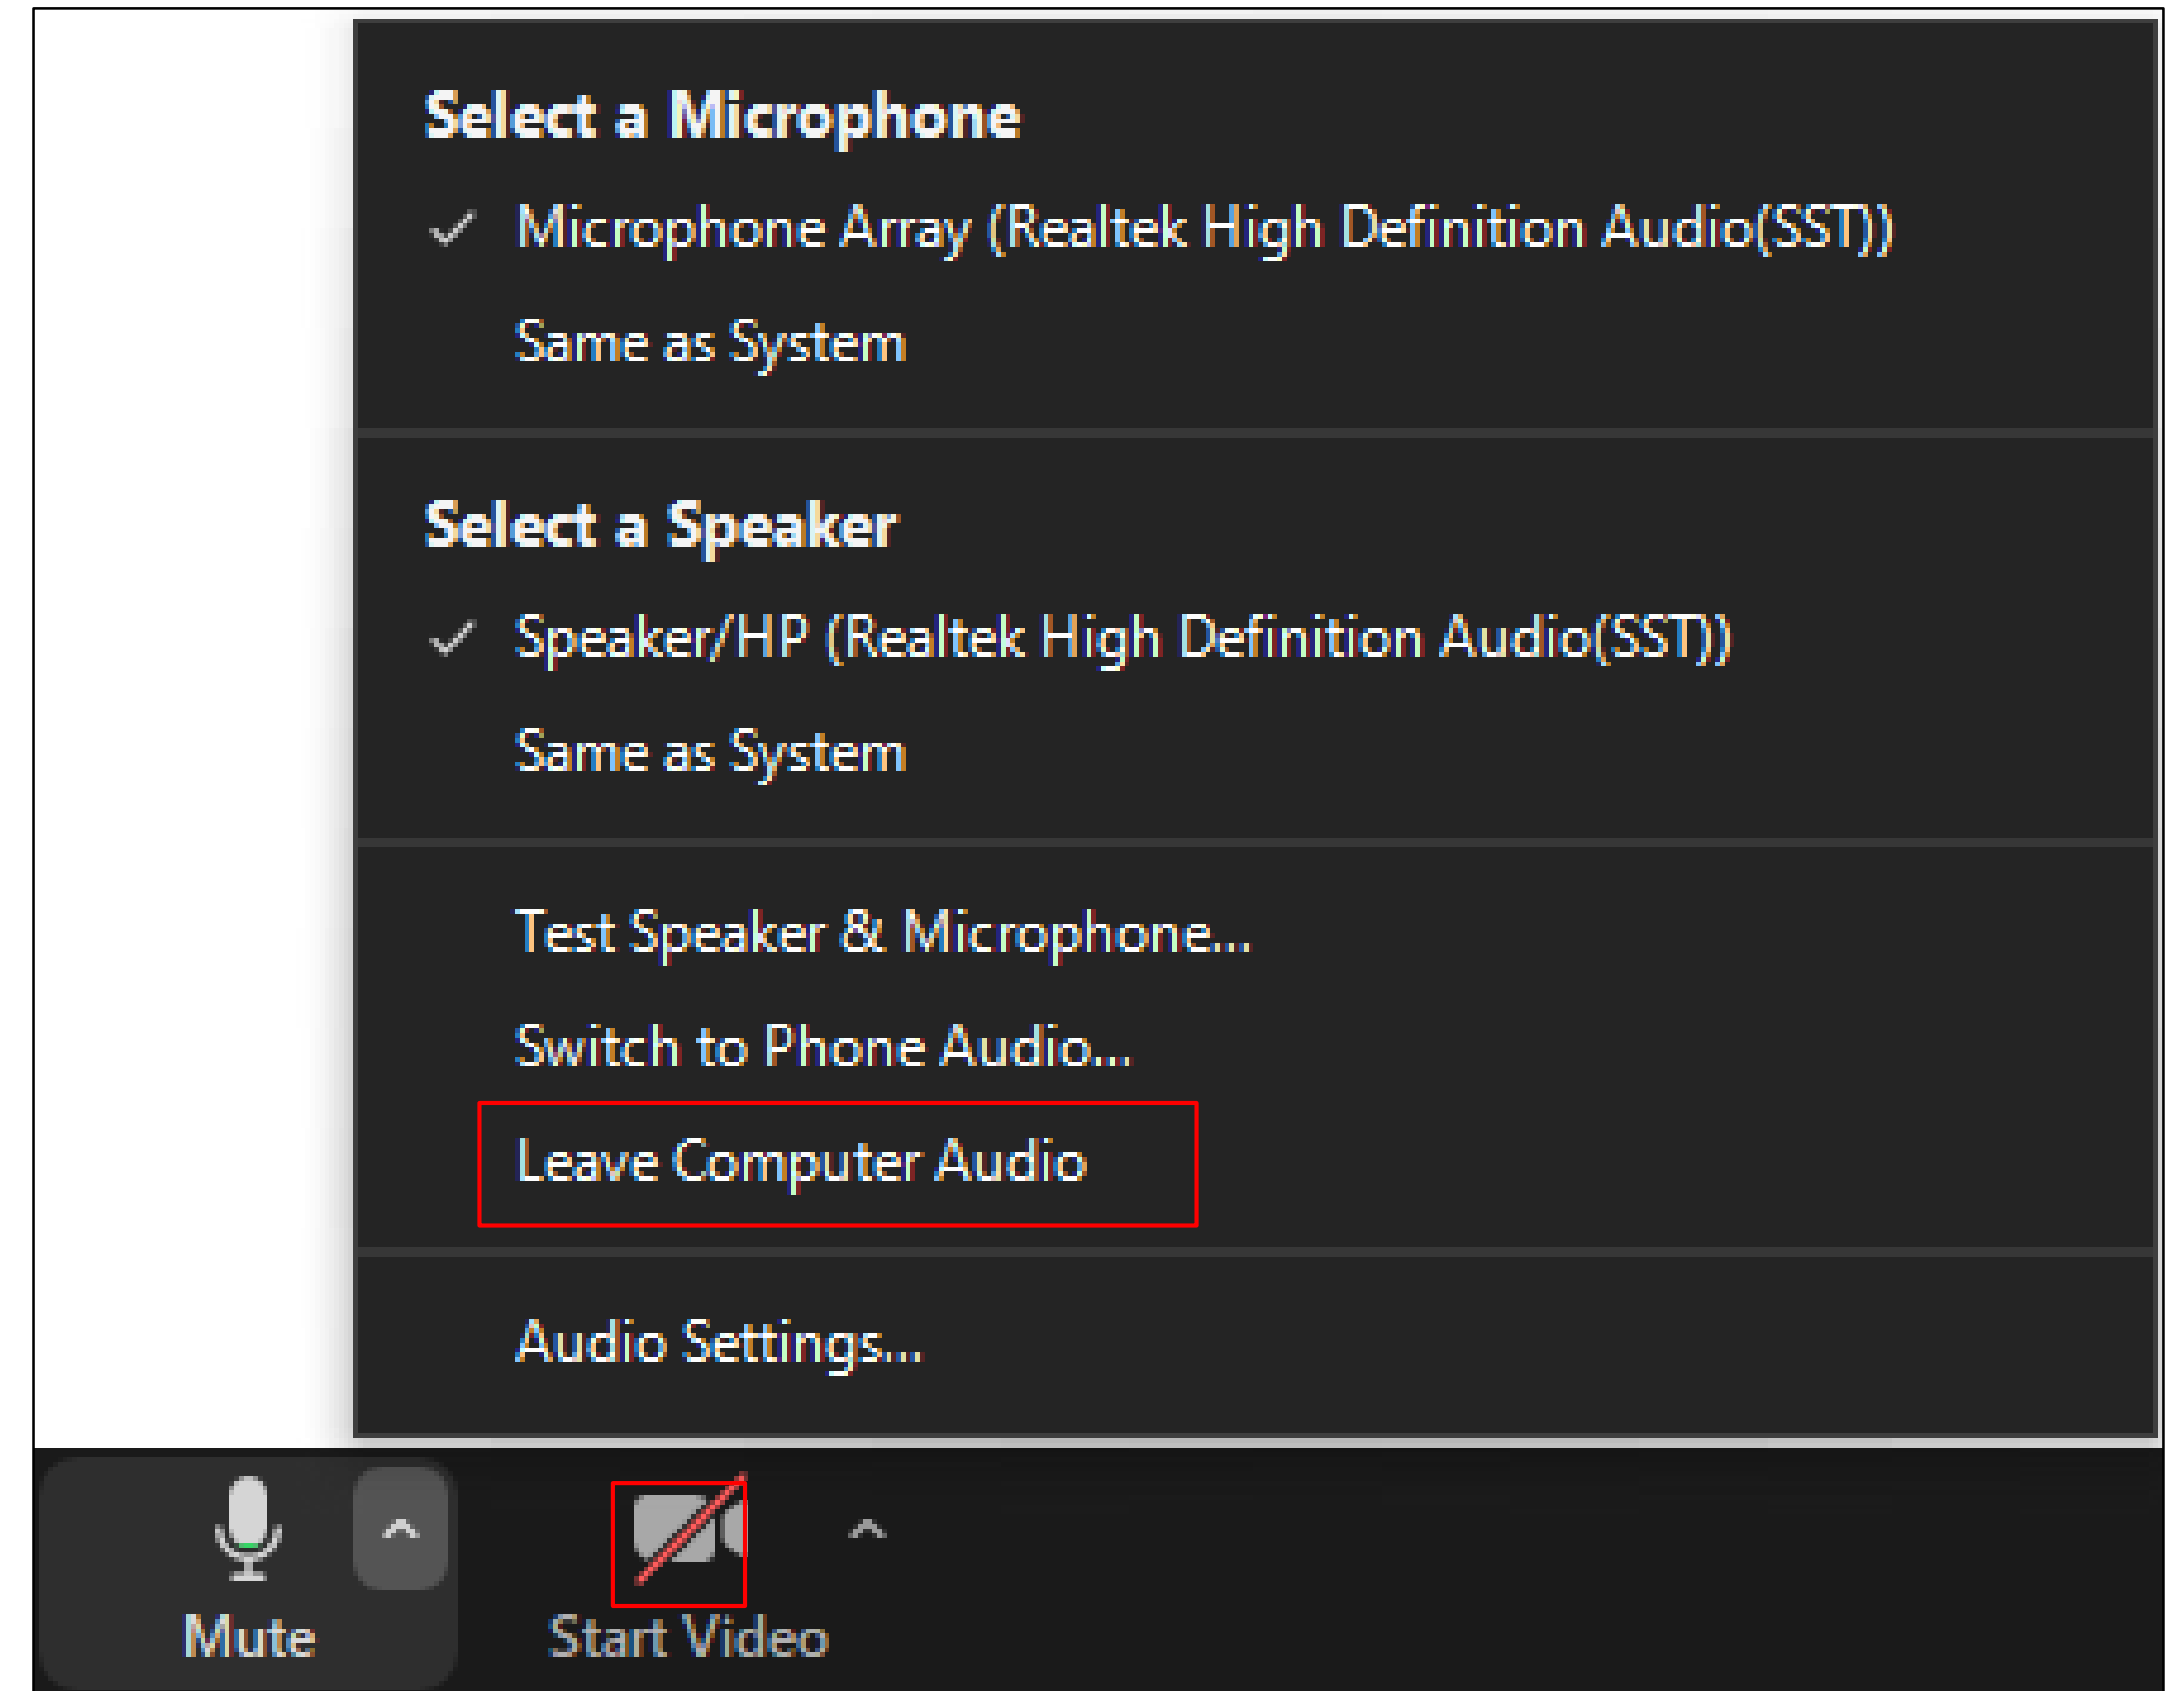 Select a Microphone
Microphone Array (Realtek High Definition Audio(SST))
Same as System
Select a Speaker
Speaker/HP (Realtek High Definition Audio(SST))
Same as System
Test Speaker & Microphone...
Switch to Phone Audio...
Leave Computer Audio
Audio Settings...
Mute
Start Video